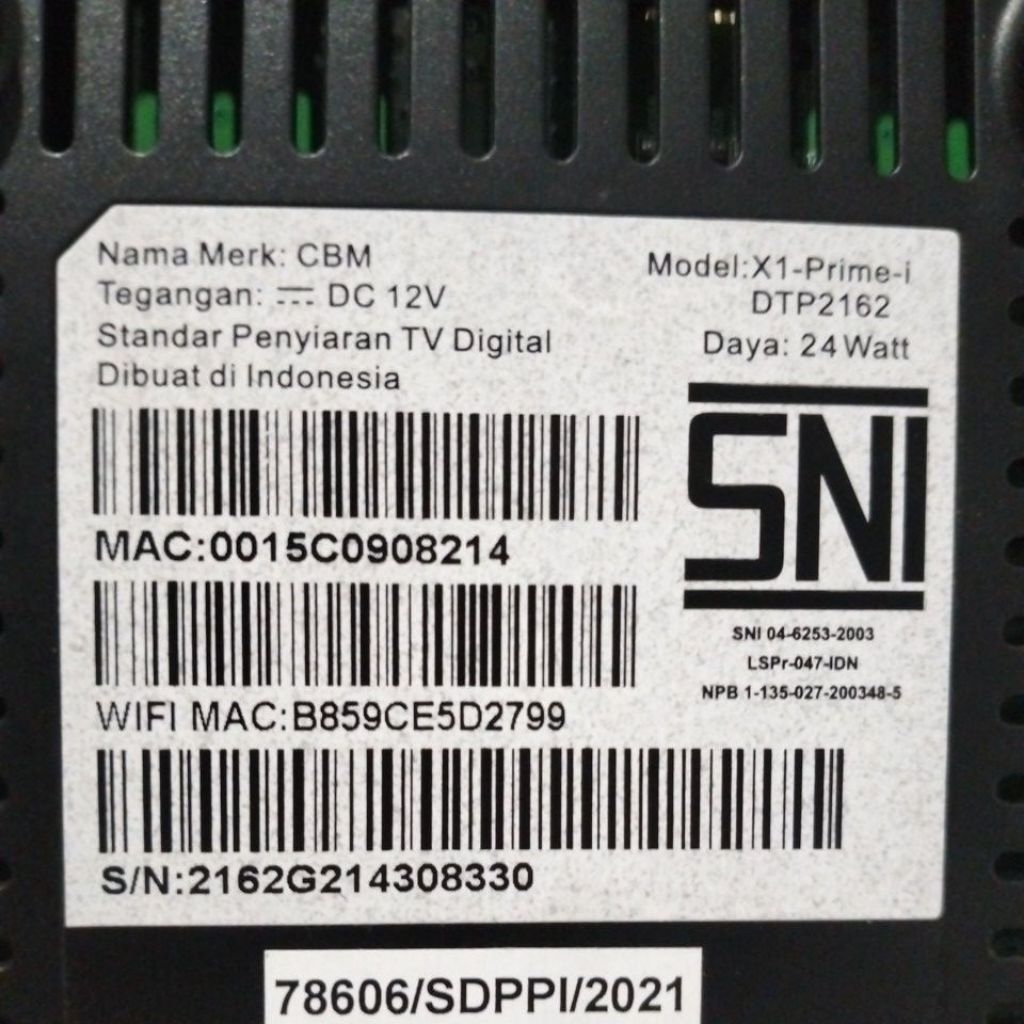 Nama Merk: CBM
Tegangan: ⎓ DC 12V
Standar Penyiaran TV Digital
Dibuat di Indonesia
Model:X1-Prime-i
DTP2162
Daya: 24 Watt
SNI
SNI 04-6253-2003
LSPr-047-IDN
NPB 1-135-027-200348-5
MAC:0015C0908214
WIFI MAC:B859CE5D2799
S/N:2162G214308330
78606/SDPPI/2021